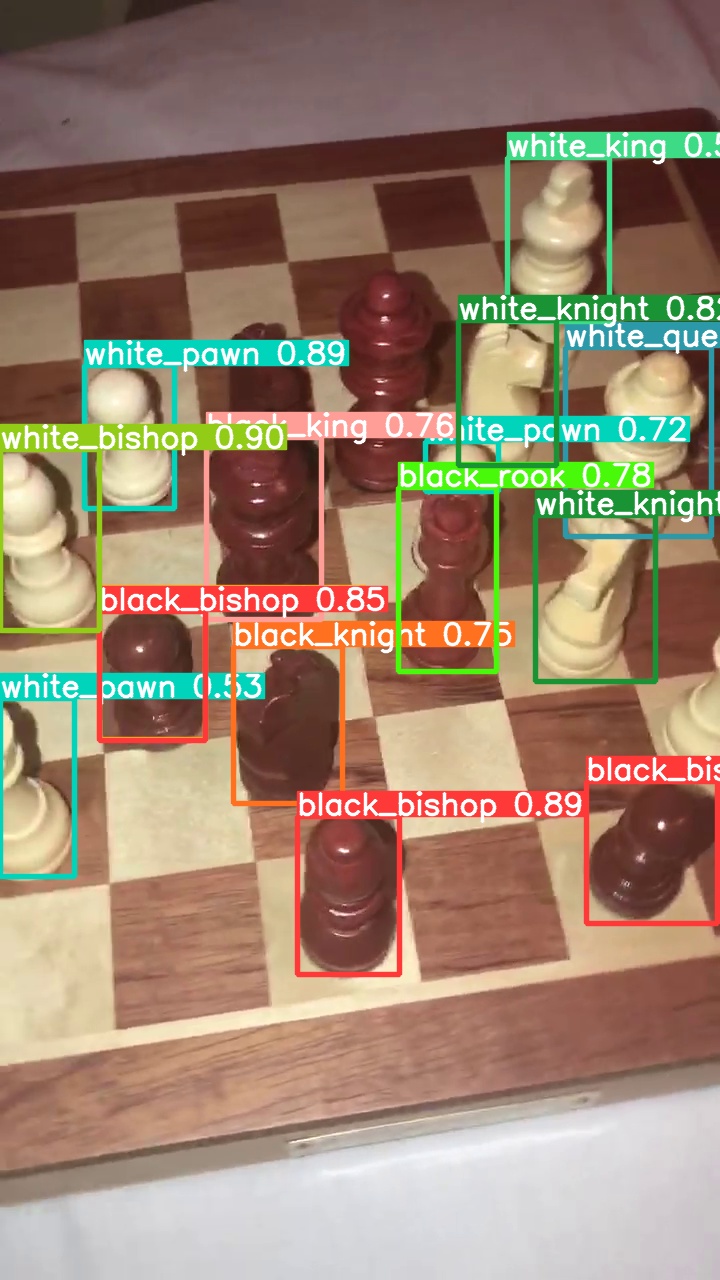 white_king 0.5
white_knight 0.82
white_que
white_pawn 0.89
black_king 0.76
white_pawn 0.72
white_bishop 0.90
black_rook 0.78
white_knight
black_bishop 0.85
black_knight 0.75
white_pawn 0.53
black_bis
black_bishop 0.89